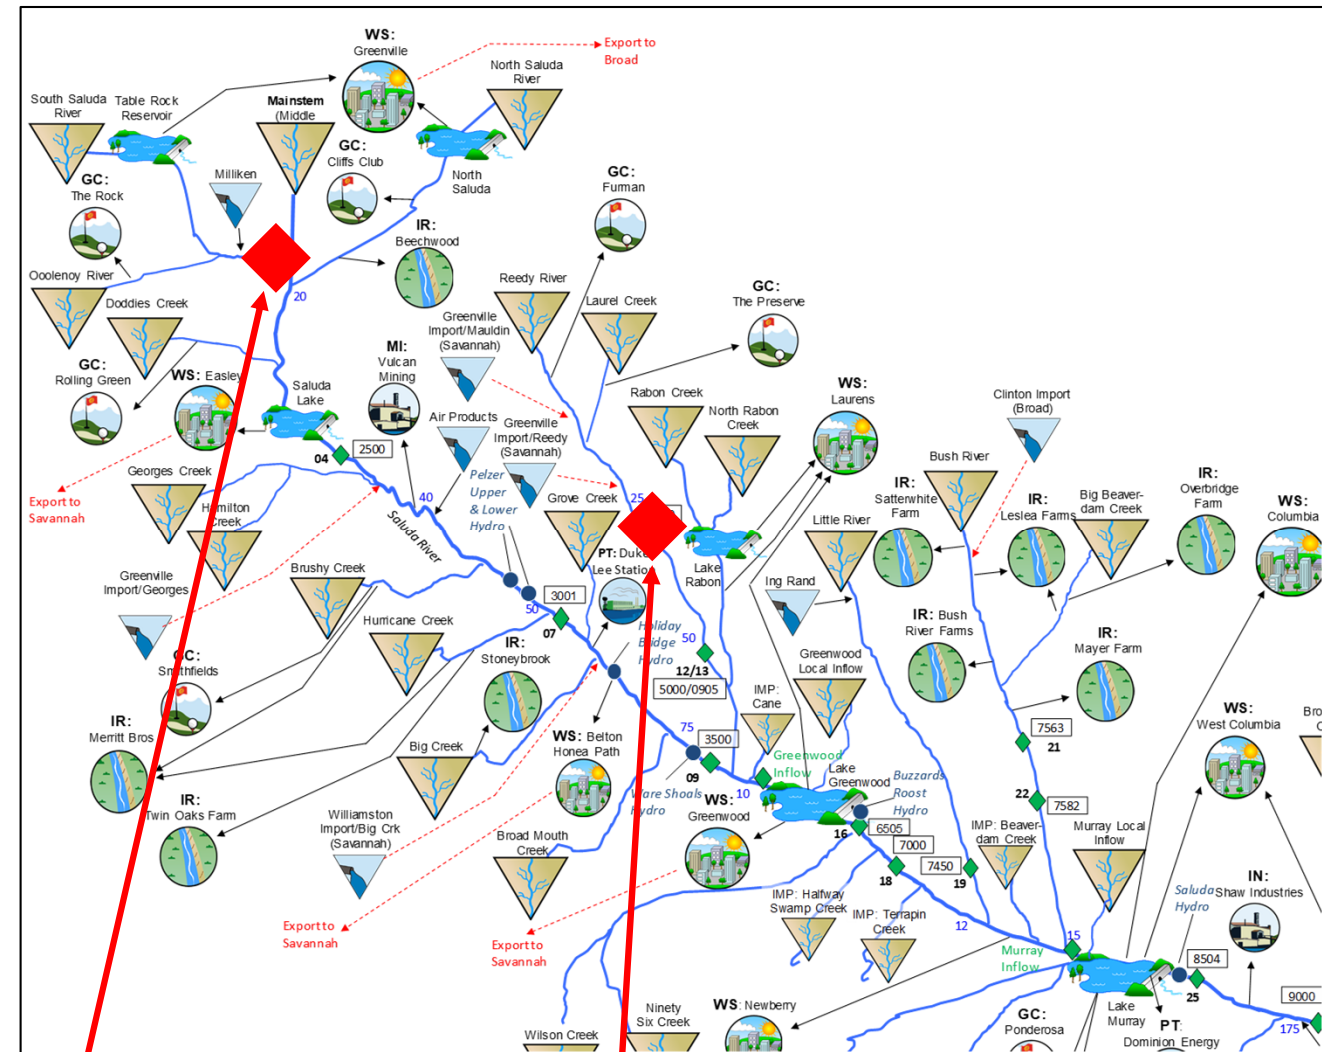 WS:
Greenville
Export to
Broad
North Saluda
River
South Saluda
River
Table Rock
Reservoir
Mainstem
(Middle
GC:
Cliffs Club
North
Saluda
Milliken
GC:
The Rock
GC:
Furman
IR:
Beechwood
Oolenoy River
20
Doddies Creek
Reedy River
Laurel Creek
GC:
The Preserve
Greenville
Import/Mauldin
(Savannah)
MI:
Vulcan
Mining
GC:
Rolling Green
WS: Easley
Saluda
Lake
Rabon Creek
North Rabon
Creek
WS:
Laurens
Clinton Import
(Broad)
Air Products
Greenville
Import/Reedy
(Savannah)
04
2500
Georges Creek
Pelzer
Upper
& Lower
Hydro
40
Export to
Savannah
Hamilton
Creek
Saluda River
Grove Creek
25
Bush River
IR:
Sattenwhite
Farm
IR:
Leslea Farms
Big Beaver-
dam Creek
IR:
Overbridge
Farm
WS:
Columbia
Little River
PT: Duke
Lee Station
Lake
Rabon
Ing Rand
Brushy Creek
Greenville
Import/Georges
3001
50
07
Hurricane Creek
IR:
Stoneybrook
Holiday
Bridge
Hydro
50
12/13
5000/0905
IR: Bush
River Farms
IR:
Mayer Farm
Greenwood
Local Inflow
GC:
Smithfields
IR:
Merritt Bros
Big Creek
IMP:
Cane
75
3500
09
WS: Belton
Honea Path
Greenwood
Inflow
10
Lake
Greenwood
Buzzards
Roost
Hydro
7563
21
WS:
West Columbia
Bro
Ware Shoals
Hydro
IR:
Twin Oaks Farm
Williamston
Import/Big Crk
(Savannah)
WS:
Greenwood
16
6505
7000
22
7582
Broad Mouth
Creek
18
7450
19
IMP: Beaver-
dam Creek
Murray Local
Inflow
IMP: Halfway
Swamp Creek
IMP: Terrapin
Creek
12
IN:
Shaw Industries
Saluda
Hydro
Export to
Savannah
Export to
Savannah
Murray
Inflow
15
8504
25
9000
175
Lake
Murray
PT:
Dominion Energy
GC:
Ponderosa
WS: Newberry
Ninety
Six Creek
Wilson Creek